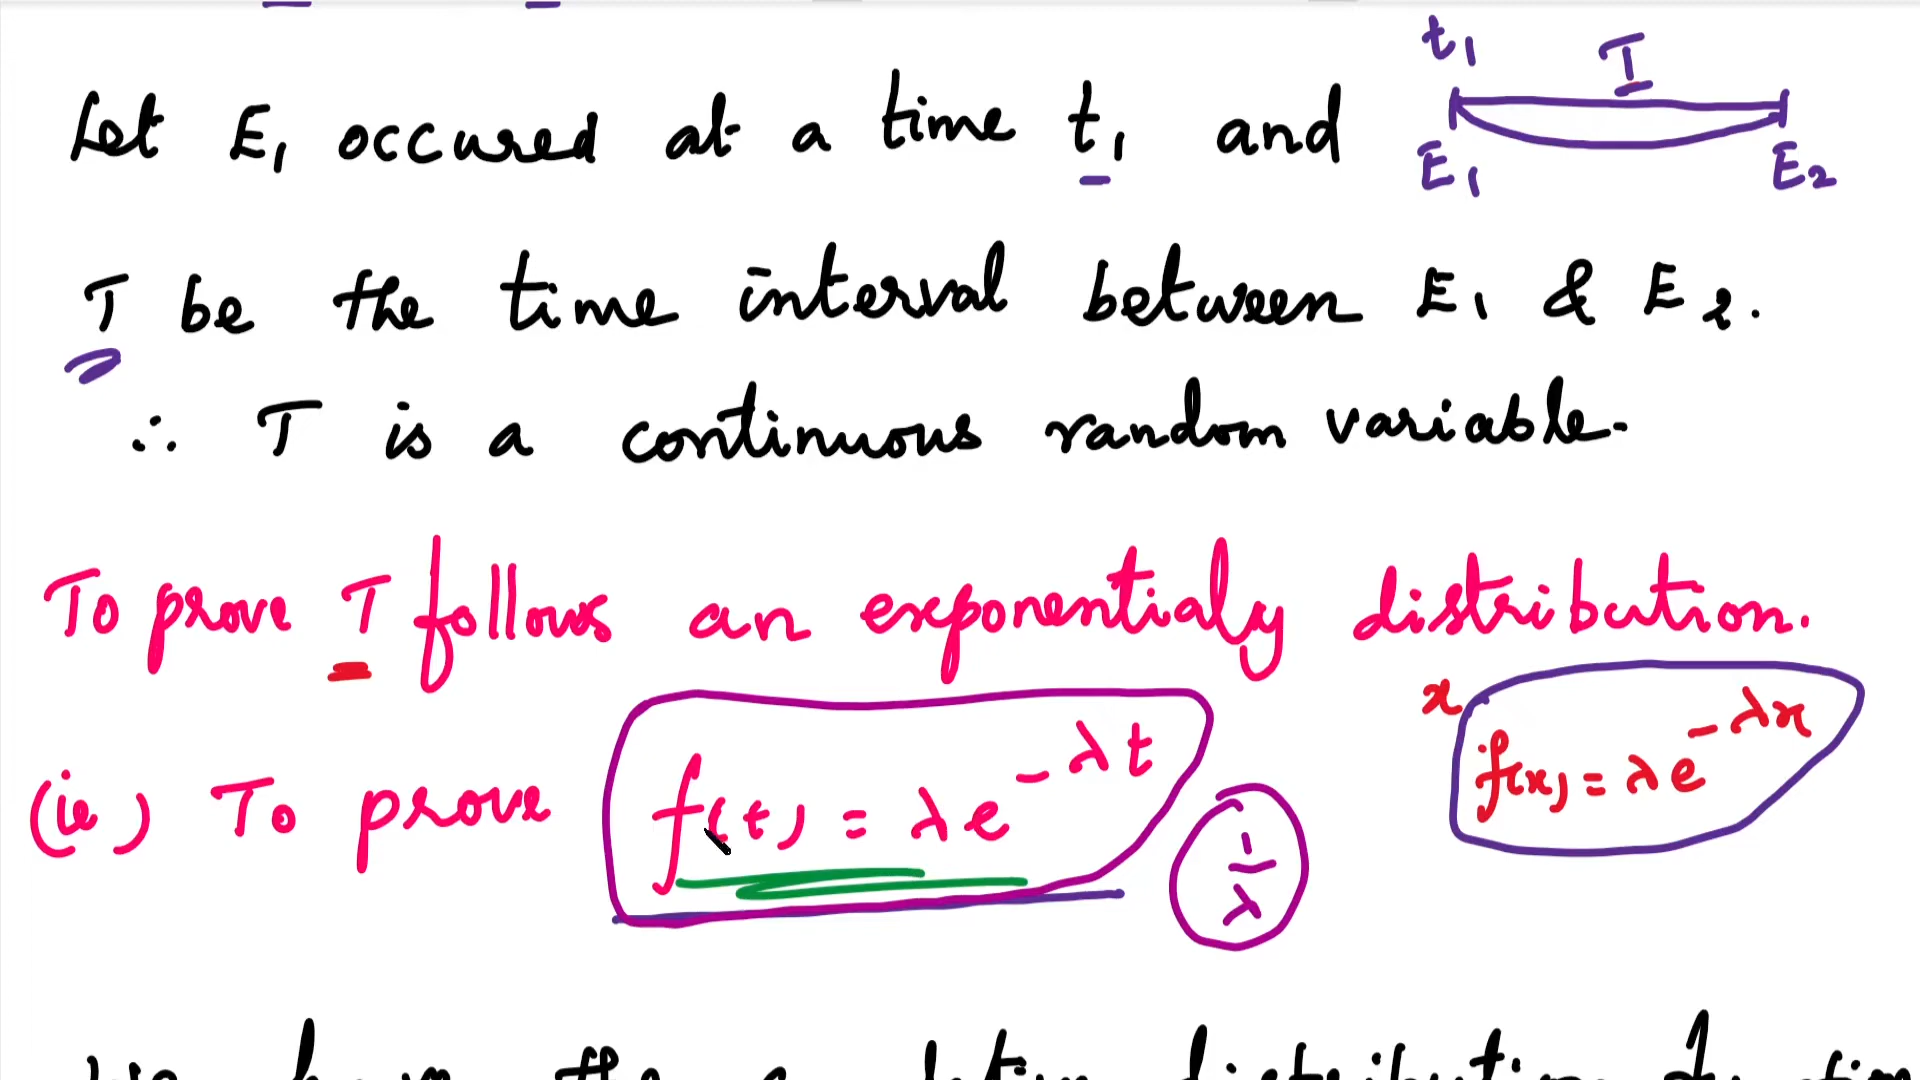 Let E1 occured at a time t1 and
t1 T
E1 E2
T be the time interval between E1 & E2.
∴ T is a continuous random variable.
To prove T follows an exponentialy distribution.
(ie) To prove f(t) = λe^-λt
1/λ
x
f(x) = λe^-λx